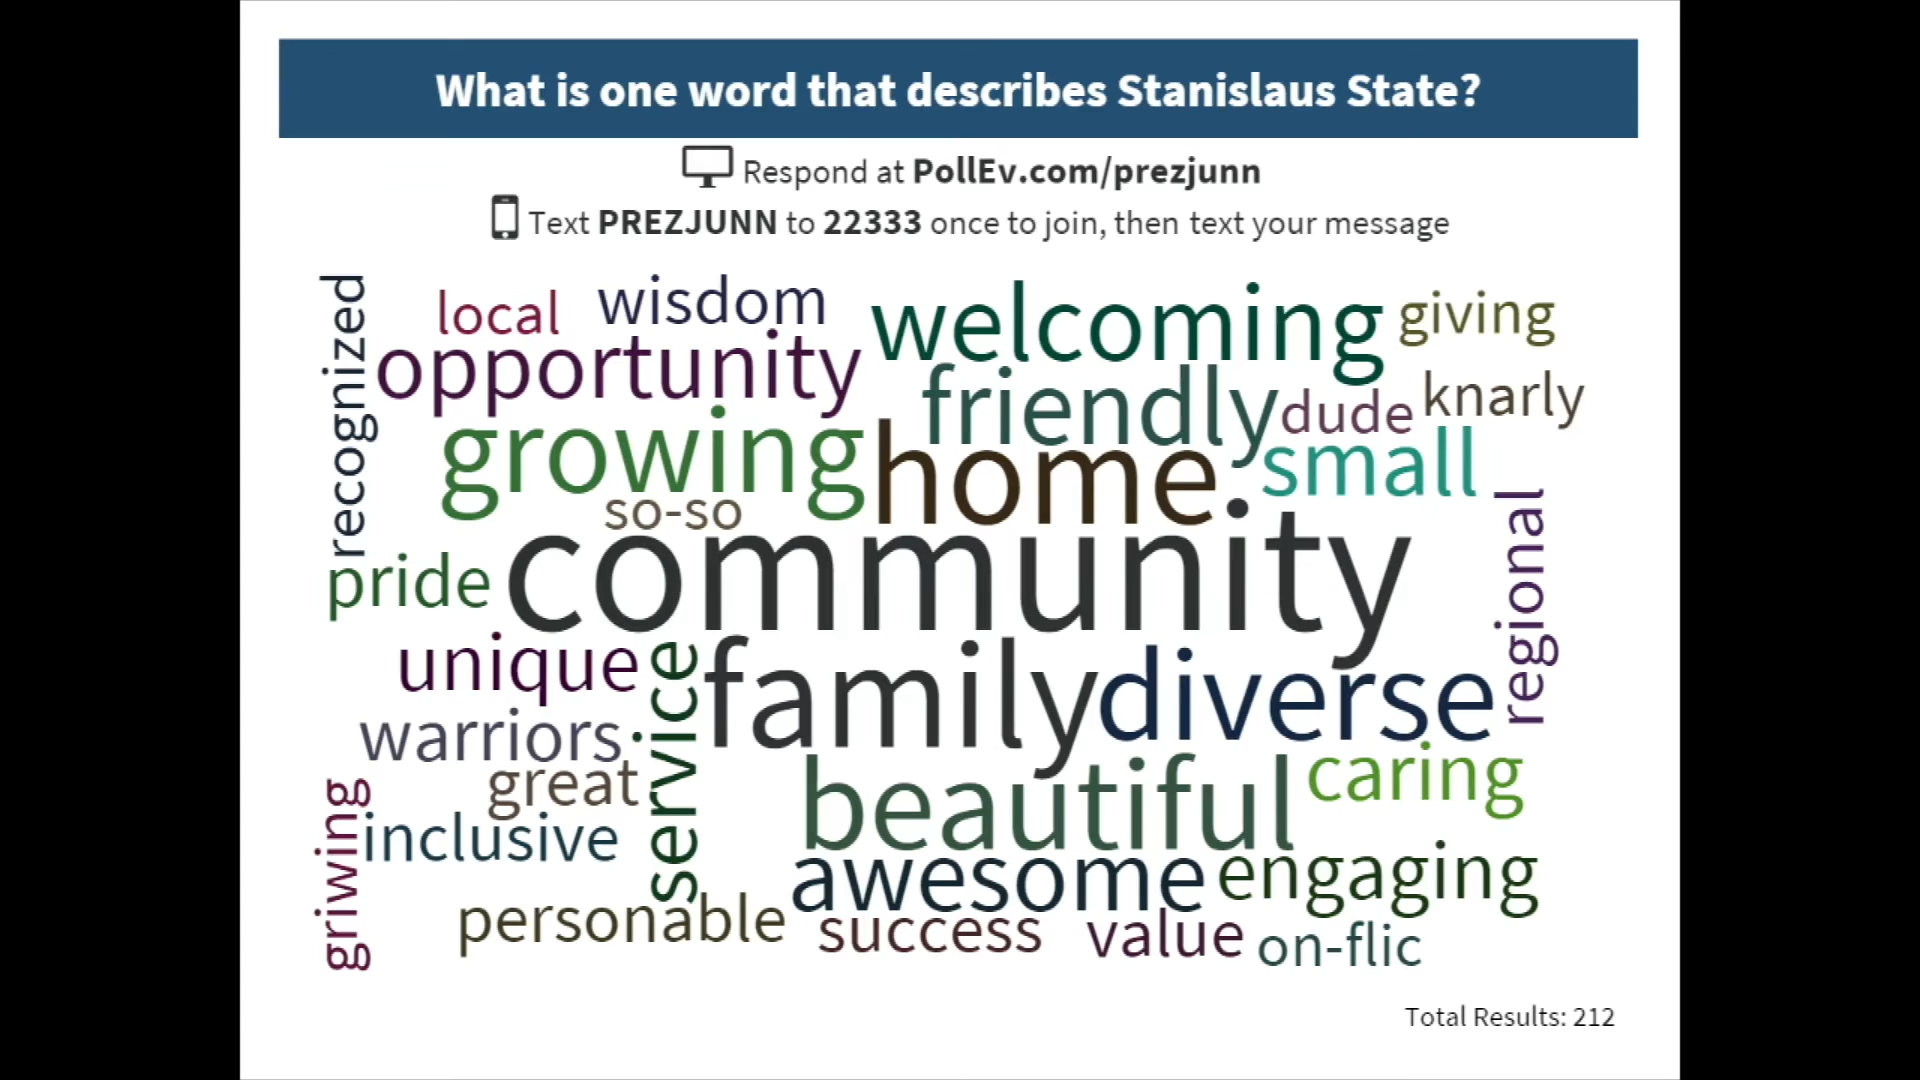 What is one word that describes Stanislaus State?
Respond at PollEv.com/prezjunn
Text PREZJUNN to 22333 once to join, then text your message
recognized
local
wisdom
welcoming
giving
opportunity
friendly
dude
knarly
growing
home
small
so-so
community
regional
pride
unique
service
family
diverse
warriors
great
beautiful
caring
griwing
inclusive
awesome
engaging
personable
success
value
on-flic
Total Results: 212